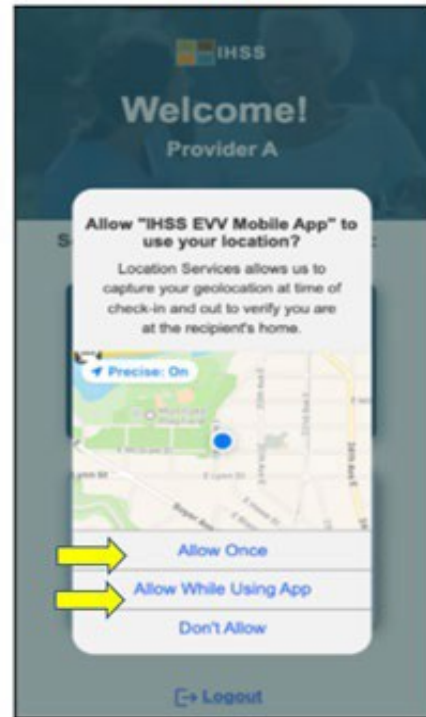 IHSS
Welcome!
Provider A
Allow "IHSS EVV Mobile App" to
use your location?
Location Services allows us to
capture your geolocation at time of
check-in and out to verify you are
at the recipient's home.
Precise: On
E Lynn St
Allow Once
Allow While Using App
Don't Allow
Logout